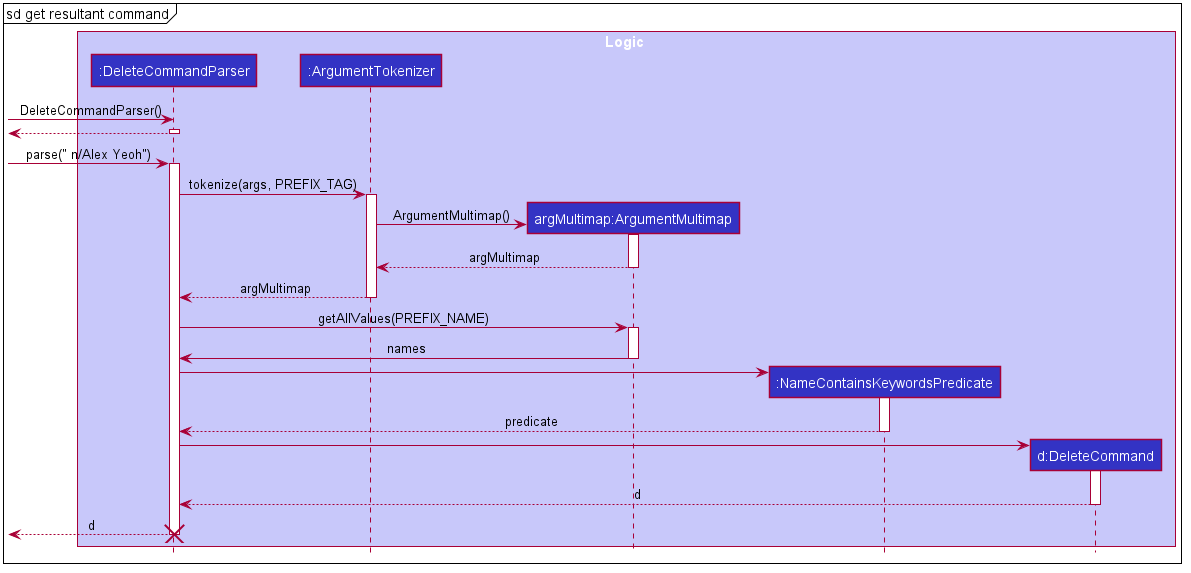 sd get resultant command
Logic
:DeleteCommandParser
:ArgumentTokenizer
DeleteCommandParser()
parse(" n/Alex Yeoh")
tokenize(args, PREFIX_TAG)
ArgumentMultimap()
argMultimap:ArgumentMultimap
argMultimap
argMultimap
getAllValues(PREFIX_NAME)
names
:NameContainsKeywordsPredicate
predicate
d:DeleteCommand
d
d